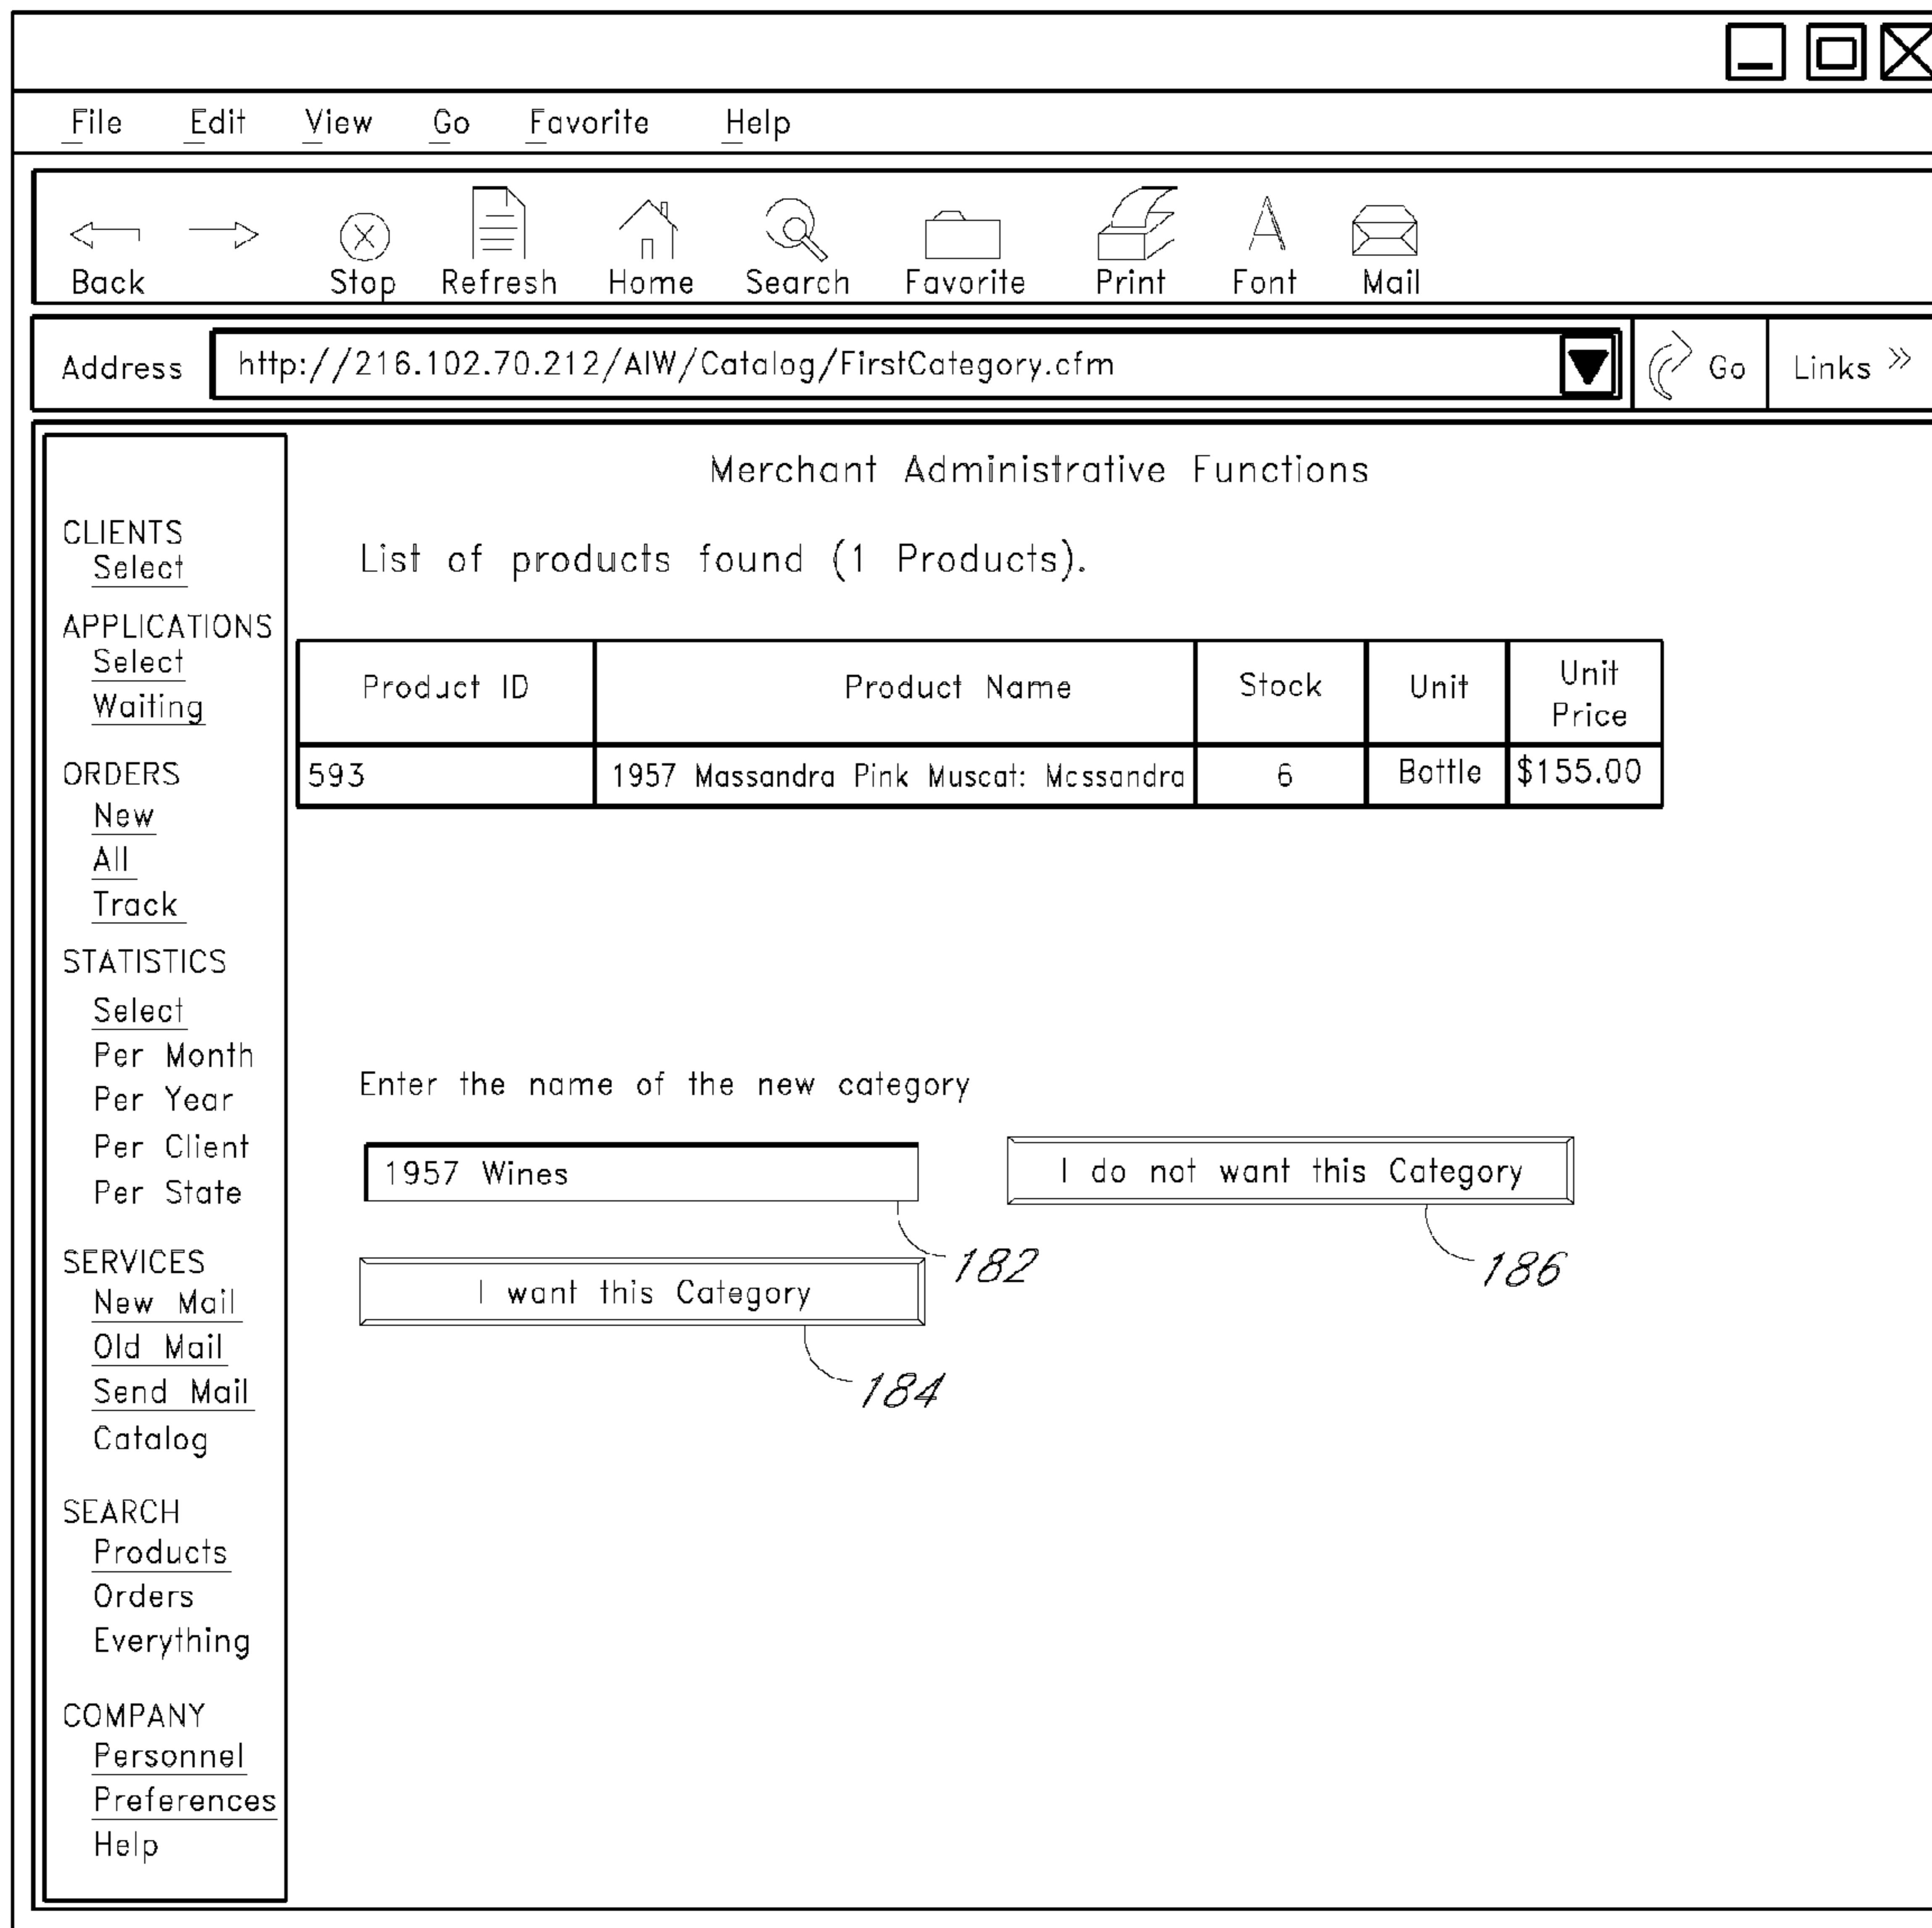 File Edit View Go Favorite Help
Back Stop Refresh Home Search Favorite Print Font Mail
Address http://216.102.70.212/AIW/Catalog/FirstCategory.cfm Go Links »
Merchant Administrative Functions
List of products found (1 Products).
CLIENTS
Select
APPLICATIONS
Select
Waiting
ORDERS
New
All
Track
STATISTICS
Select
Per Month
Per Year
Per Client
Per State
SERVICES
New Mail
Old Mail
Send Mail
Catalog
SEARCH
Products
Orders
Everything
COMPANY
Personnel
Preferences
Help
Product ID Product Name Stock Unit Unit Price
593 1957 Massandra Pink Muscat: Massandra 6 Bottle $155.00
Enter the name of the new category
1957 Wines
I do not want this Category
182
186
I want this Category
184